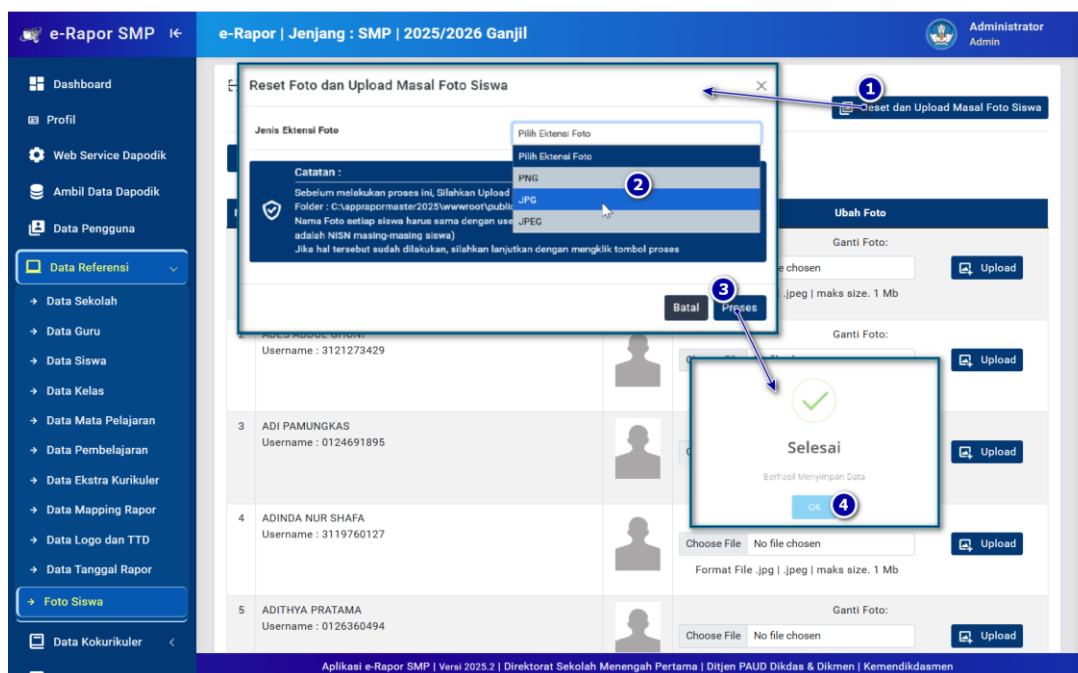 e-Rapor SMP
e-Rapor | Jenjang : SMP | 2025/2026 Ganjil
Administrator
Admin
Dashboard
Profil
Web Service Dapodik
Ambil Data Dapodik
Data Pengguna
Data Referensi
Data Sekolah
Data Guru
Data Siswa
Data Kelas
Data Mata Pelajaran
Data Pembelajaran
Data Ekstra Kurikuler
Data Mapping Rapor
Data Logo dan TTD
Data Tanggal Rapor
Foto Siswa
Data Kokurikuler
Reset Foto dan Upload Masal Foto Siswa
1
Reset dan Upload Masal Foto Siswa
Jenis Ektensi Foto
Pilih Ektensi Foto
Pilih Ektensi Foto
PNG
JPG
JPEG
2
Catatan :
Sebelum melakukan proses ini, Silahkan Upload
Folder : C:\apprapormaster2025\wwwroot\public
Nama Foto setiap siswa harus sama dengan use
adalah NISN masing-masing siswa)
Jika hal tersebut sudah dilakukan, silahkan lanjutkan dengan mengklik tombol proses
Batal
Proses
3
Ubah Foto
Ganti Foto:
e chosen
Upload
.jpeg | maks size. 1 Mb
2 ADES ABDUL GHONI
Username : 3121273429
Ganti Foto:
Upload
3 ADI PAMUNGKAS
Username : 0124691895
Upload
Selesai
Berhasil Menyimpan Data
OK
4
4 ADINDA NUR SHAFA
Username : 3119760127
Choose File No file chosen
Upload
Format File .jpg | .jpeg | maks size. 1 Mb
5 ADITHYA PRATAMA
Username : 0126360494
Ganti Foto:
Choose File No file chosen
Upload
Aplikasi e-Rapor SMP | Versi 2025.2 | Direktorat Sekolah Menengah Pertama | Ditjen PAUD Dikdas & Dikmen | Kemendikdasmen